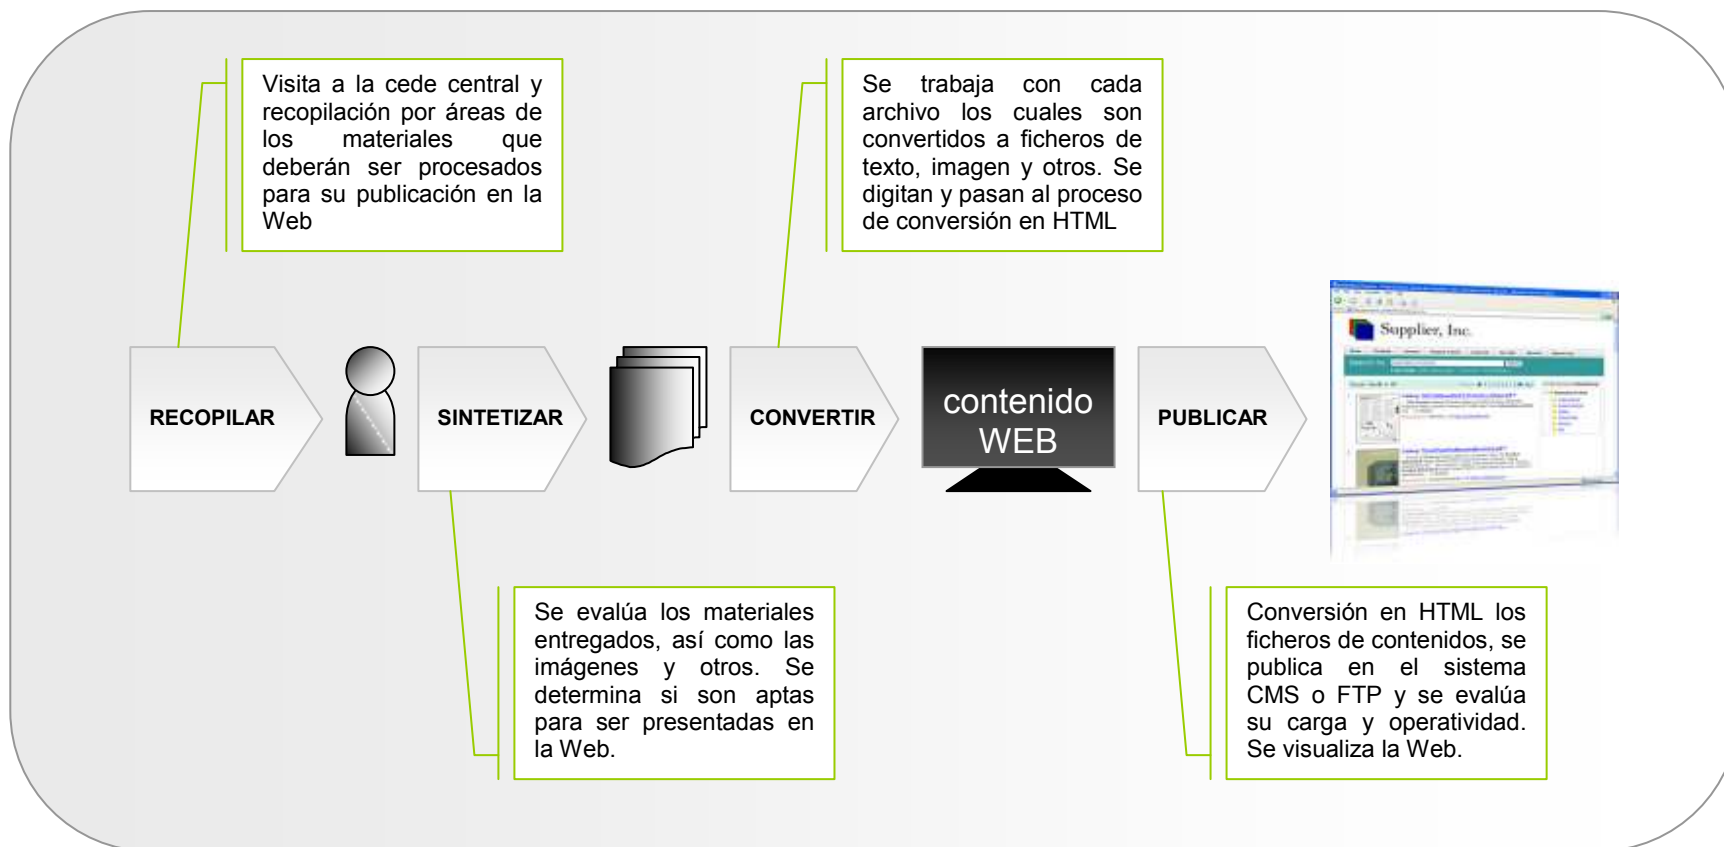 Visita a la cede central y
recopilación por áreas de
los materiales que
deberán ser procesados
para su publicación en la
Web
Se trabaja con cada
archivo los cuales son
convertidos a ficheros de
texto, imagen y otros. Se
digitan y pasan al proceso
de conversión en HTML
RECOPILAR
SINTETIZAR
CONVERTIR
contenido
WEB
PUBLICAR
Supplier, Inc.
Se evalúa los materiales
entregados, así como las
imágenes y otros. Se
determina si son aptas
para ser presentadas en
la Web.
Conversión en HTML los
ficheros de contenidos, se
publica en el sistema
CMS o FTP y se evalúa
su carga y operatividad.
Se visualiza la Web.